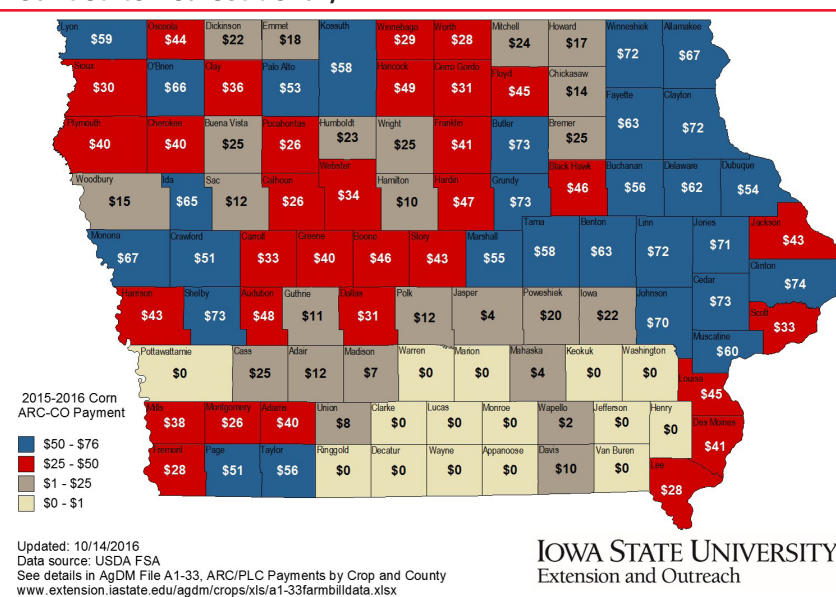 Lyon Osceola Dickinson Emmet Kossuth Winnebago Worth Mitchell Howard Winneshiek Allamakee
$59 $44 $22 $18 $58 $29 $28 $24 $17 $72 $67
Sioux O'Brien Clay Palo Alto Hancock Cerro Gordo Floyd Chickasaw
$30 $66 $36 $53 $49 $31 $45 $14
Fayette Clayton
$63 $72
Plymouth Cherokee Buena Vista Pocahontas Humboldt Wright Franklin Butler Bremer
$40 $40 $25 $26 $23 $25 $41 $73 $25
Woodbury Ida Sac Calhoun Webster Hamilton Hardin Grundy Black Hawk Buchanan Delaware Dubuque
$15 $65 $12 $26 $34 $10 $47 $73 $46 $56 $62 $54
Monona Crawford Carroll Greene Boone Story Marshall Tama Benton Linn Jones Jackson
$67 $51 $33 $40 $46 $43 $55 $58 $63 $72 $71 $43
Clinton
$74
Harrison Shelby Audubon Guthrie Dallas Polk Jasper Poweshiek Iowa Johnson Cedar Scott
$43 $73 $48 $11 $31 $12 $4 $20 $22 $70 $73 $33
Muscatine
$60
Pottawattamie Cass Adair Madison Warren Marion Mahaska Keokuk Washington Louisa
$0 $25 $12 $7 $0 $0 $4 $0 $0 $45
Mills Montgomery Adams Union Clarke Lucas Monroe Wapello Jefferson Henry Des Moines
$38 $26 $40 $8 $0 $0 $0 $2 $0 $0 $41
Fremont Page Taylor Ringgold Decatur Wayne Appanoose Davis Van Buren Lee
$28 $51 $56 $0 $0 $0 $0 $10 $0 $28
2015-2016 Corn
ARC-CO Payment
$50 - $76
$25 - $50
$1 - $25
$0 - $1
Updated: 10/14/2016
Data source: USDA FSA
See details in AgDM File A1-33, ARC/PLC Payments by Crop and County
www.extension.iastate.edu/agdm/crops/xls/a1-33farmbilldata.xlsx
IOWA STATE UNIVERSITY
Extension and Outreach